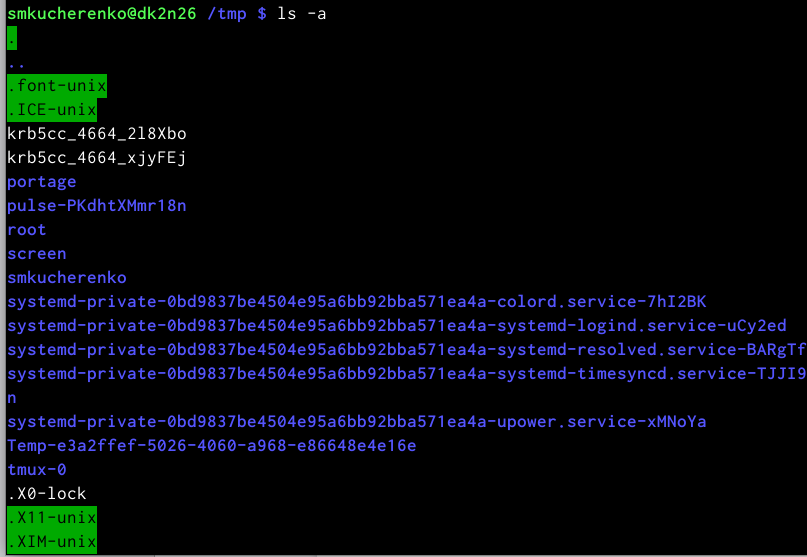 smkucherenko@dk2n26 /tmp $ ls -a
.
..
.font-unix
.ICE-unix
krb5cc_4664_2l8Xbo
krb5cc_4664_xjyFEj
portage
pulse-PKdhtXMmr18n
root
screen
smkucherenko
systemd-private-0bd9837be4504e95a6bb92bba571ea4a-colord.service-7hI2BK
systemd-private-0bd9837be4504e95a6bb92bba571ea4a-systemd-logind.service-uCy2ed
systemd-private-0bd9837be4504e95a6bb92bba571ea4a-systemd-resolved.service-BARgTf
systemd-private-0bd9837be4504e95a6bb92bba571ea4a-systemd-timesyncd.service-TJJI9
n
systemd-private-0bd9837be4504e95a6bb92bba571ea4a-upower.service-xMNoYa
Temp-e3a2ffef-5026-4060-a968-e86648e4e16e
tmux-0
.X0-lock
.X11-unix
.XIM-unix